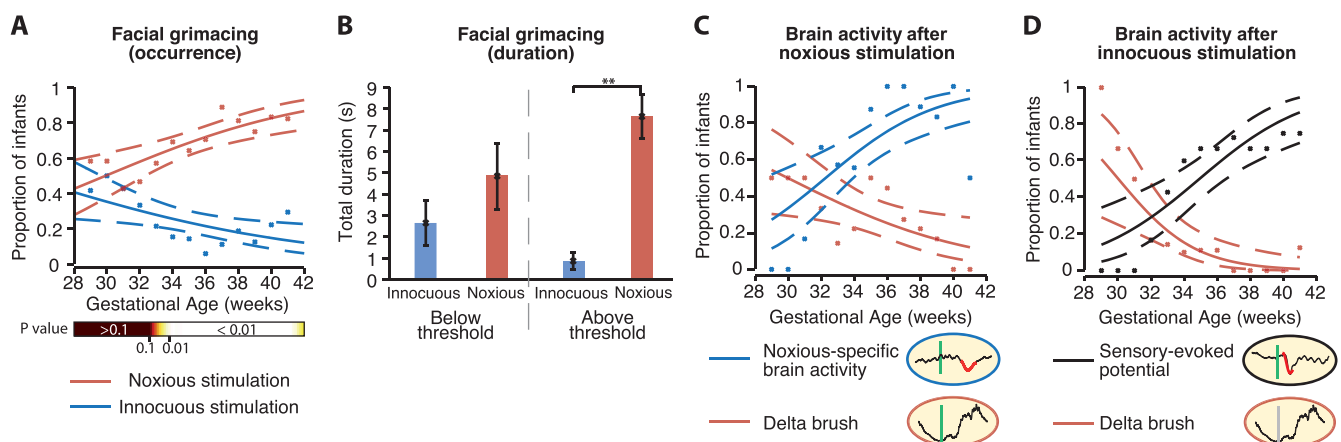 A
Facial grimacing
(occurrence)
Proportion of infants
1
0.8
0.6
0.4
0.2
0
28 30 32 34 36 38 40 42
Gestational Age (weeks)
P value >0.1 < 0.01
0.1 0.01
Noxious stimulation
Innocuous stimulation
B
Facial grimacing
(duration)
Total duration (s)
9
8
7
6
5
4
3
2
1
0
**
Innocuous Noxious Innocuous Noxious
Below
threshold
Above
threshold
C
Brain activity after
noxious stimulation
Proportion of infants
1
0.8
0.6
0.4
0.2
0
28 30 32 34 36 38 40 42
Gestational Age (weeks)
Noxious-specific
brain activity
Delta brush
D
Brain activity after
innocuous stimulation
Proportion of infants
1
0.8
0.6
0.4
0.2
0
28 30 32 34 36 38 40 42
Gestational Age (weeks)
Sensory-evoked
potential
Delta brush